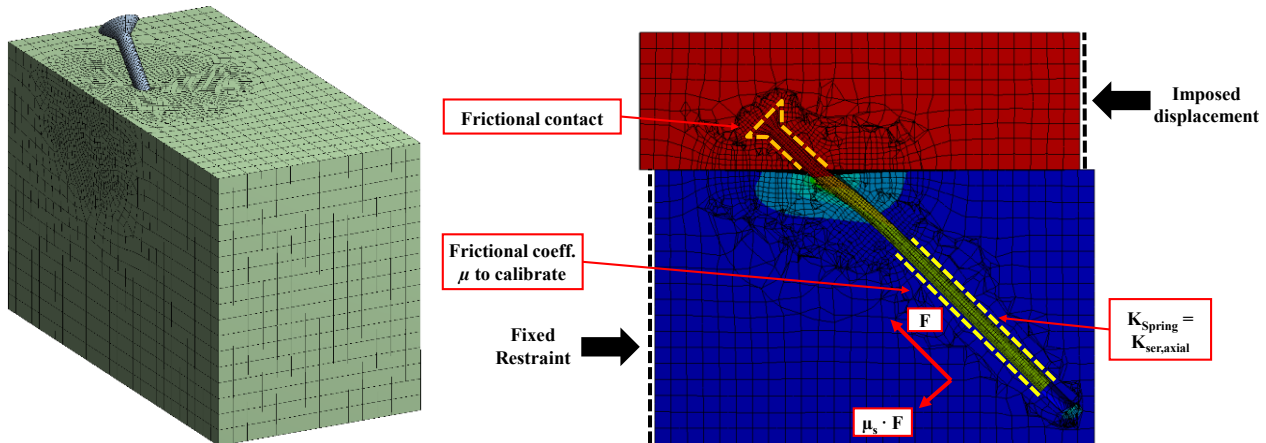 Frictional contact
Imposed
displacement
Frictional coeff.
μ to calibrate
Fixed
Restraint
F
K_Spring =
K_ser,axial
μ_s · F